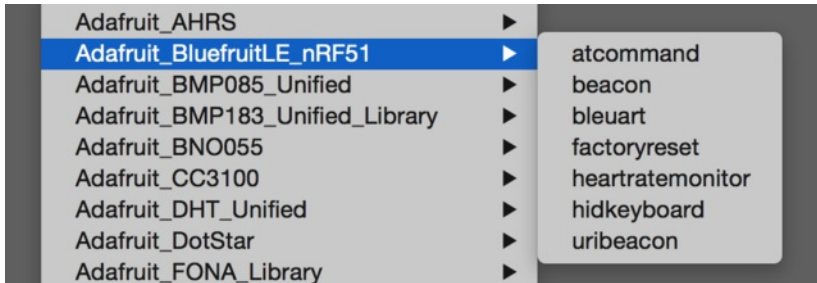 Adafruit_AHRS
Adafruit_BluefruitLE_nRF51
Adafruit_BMP085_Unified
Adafruit_BMP183_Unified_Library
Adafruit_BNO055
Adafruit_CC3100
Adafruit_DHT_Unified
Adafruit_DotStar
Adafruit_FONA_Library
atcommand
beacon
bleuart
factoryreset
heartratemonitor
hidkeyboard
uribeacon